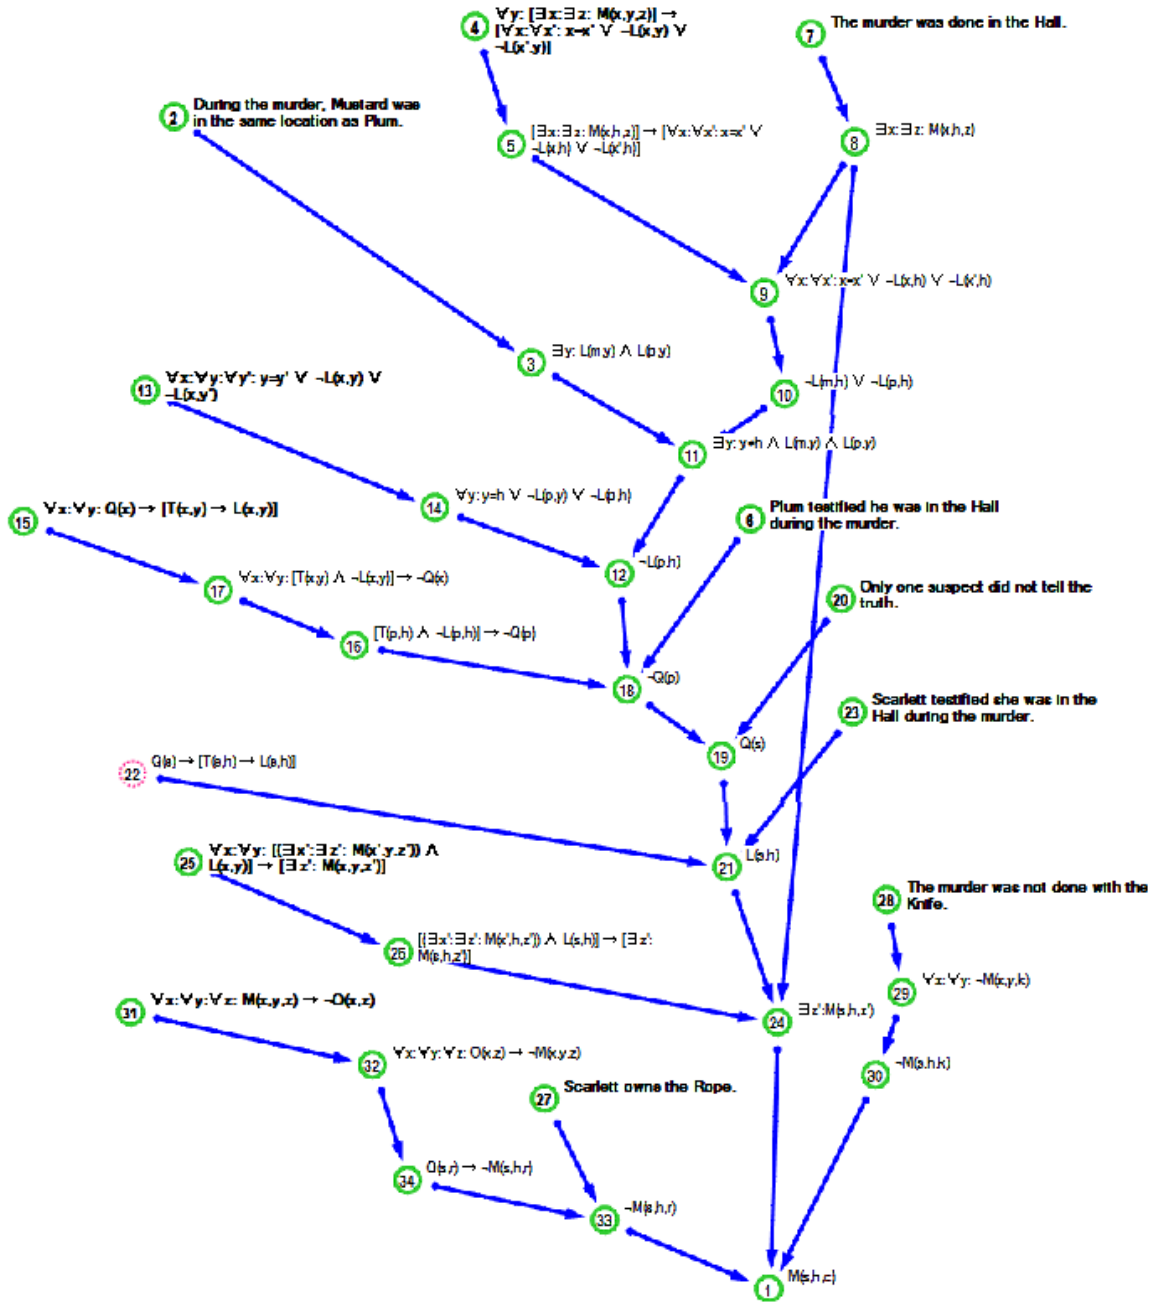 4 ∀y: [∃x:∃z: M(x,y,z)] →
[∀x:∀x': x=x' ∨ ¬L(x,y) ∨
¬L(x',y)]
7 The murder was done in the Hall.
2 During the murder, Mustard was
in the same location as Plum.
5 [∃x:∃z: M(x,h,z)] → [∀x:∀x': x=x' ∨
¬L(x,h) ∨ ¬L(x',h)]
8 ∃x:∃z: M(x,h,z)
9 ∀x:∀x': x=x' ∨ ¬L(x,h) ∨ ¬L(x',h)
3 ∃y: L(m,y) ∧ L(p,y)
13 ∀x:∀y:∀y': y=y' ∨ ¬L(x,y) ∨
¬L(x,y')
10 ¬L(m,h) ∨ ¬L(p,h)
11 ∃y: y≠h ∧ L(m,y) ∧ L(p,y)
14 ∀y: y=h ∨ ¬L(p,y) ∨ ¬L(p,h)
15 ∀x:∀y: Q(x) → [T(x,y) → L(x,y)]
6 Plum testified he was in the Hall
during the murder.
12 ¬L(p,h)
17 ∀x:∀y: [T(x,y) ∧ ¬L(x,y)] → ¬Q(x)
20 Only one suspect did not tell the
truth.
16 [T(p,h) ∧ ¬L(p,h)] → ¬Q(p)
18 ¬Q(p)
23 Scarlett testified she was in the
Hall during the murder.
19 Q(s)
22 Q(s) → [T(s,h) → L(s,h)]
25 ∀x:∀y: [(∃x':∃z': M(x',y,z')) ∧
L(x,y)] → [∃z': M(x,y,z')]
21 L(s,h)
28 The murder was not done with the
Knife.
26 [(∃x':∃z': M(x',h,z')) ∧ L(s,h)] → [∃z':
M(s,h,z')]
29 ∀x:∀y: ¬M(x,y,k)
31 ∀x:∀y:∀z: M(x,y,z) → ¬O(x,z)
24 ∃z':M(s,h,z')
32 ∀x:∀y:∀z: O(x,z) → ¬M(x,y,z)
30 ¬M(s,h,k)
27 Scarlett owns the Rope.
34 O(s,r) → ¬M(s,h,r)
33 ¬M(s,h,r)
1 M(s,h,c)